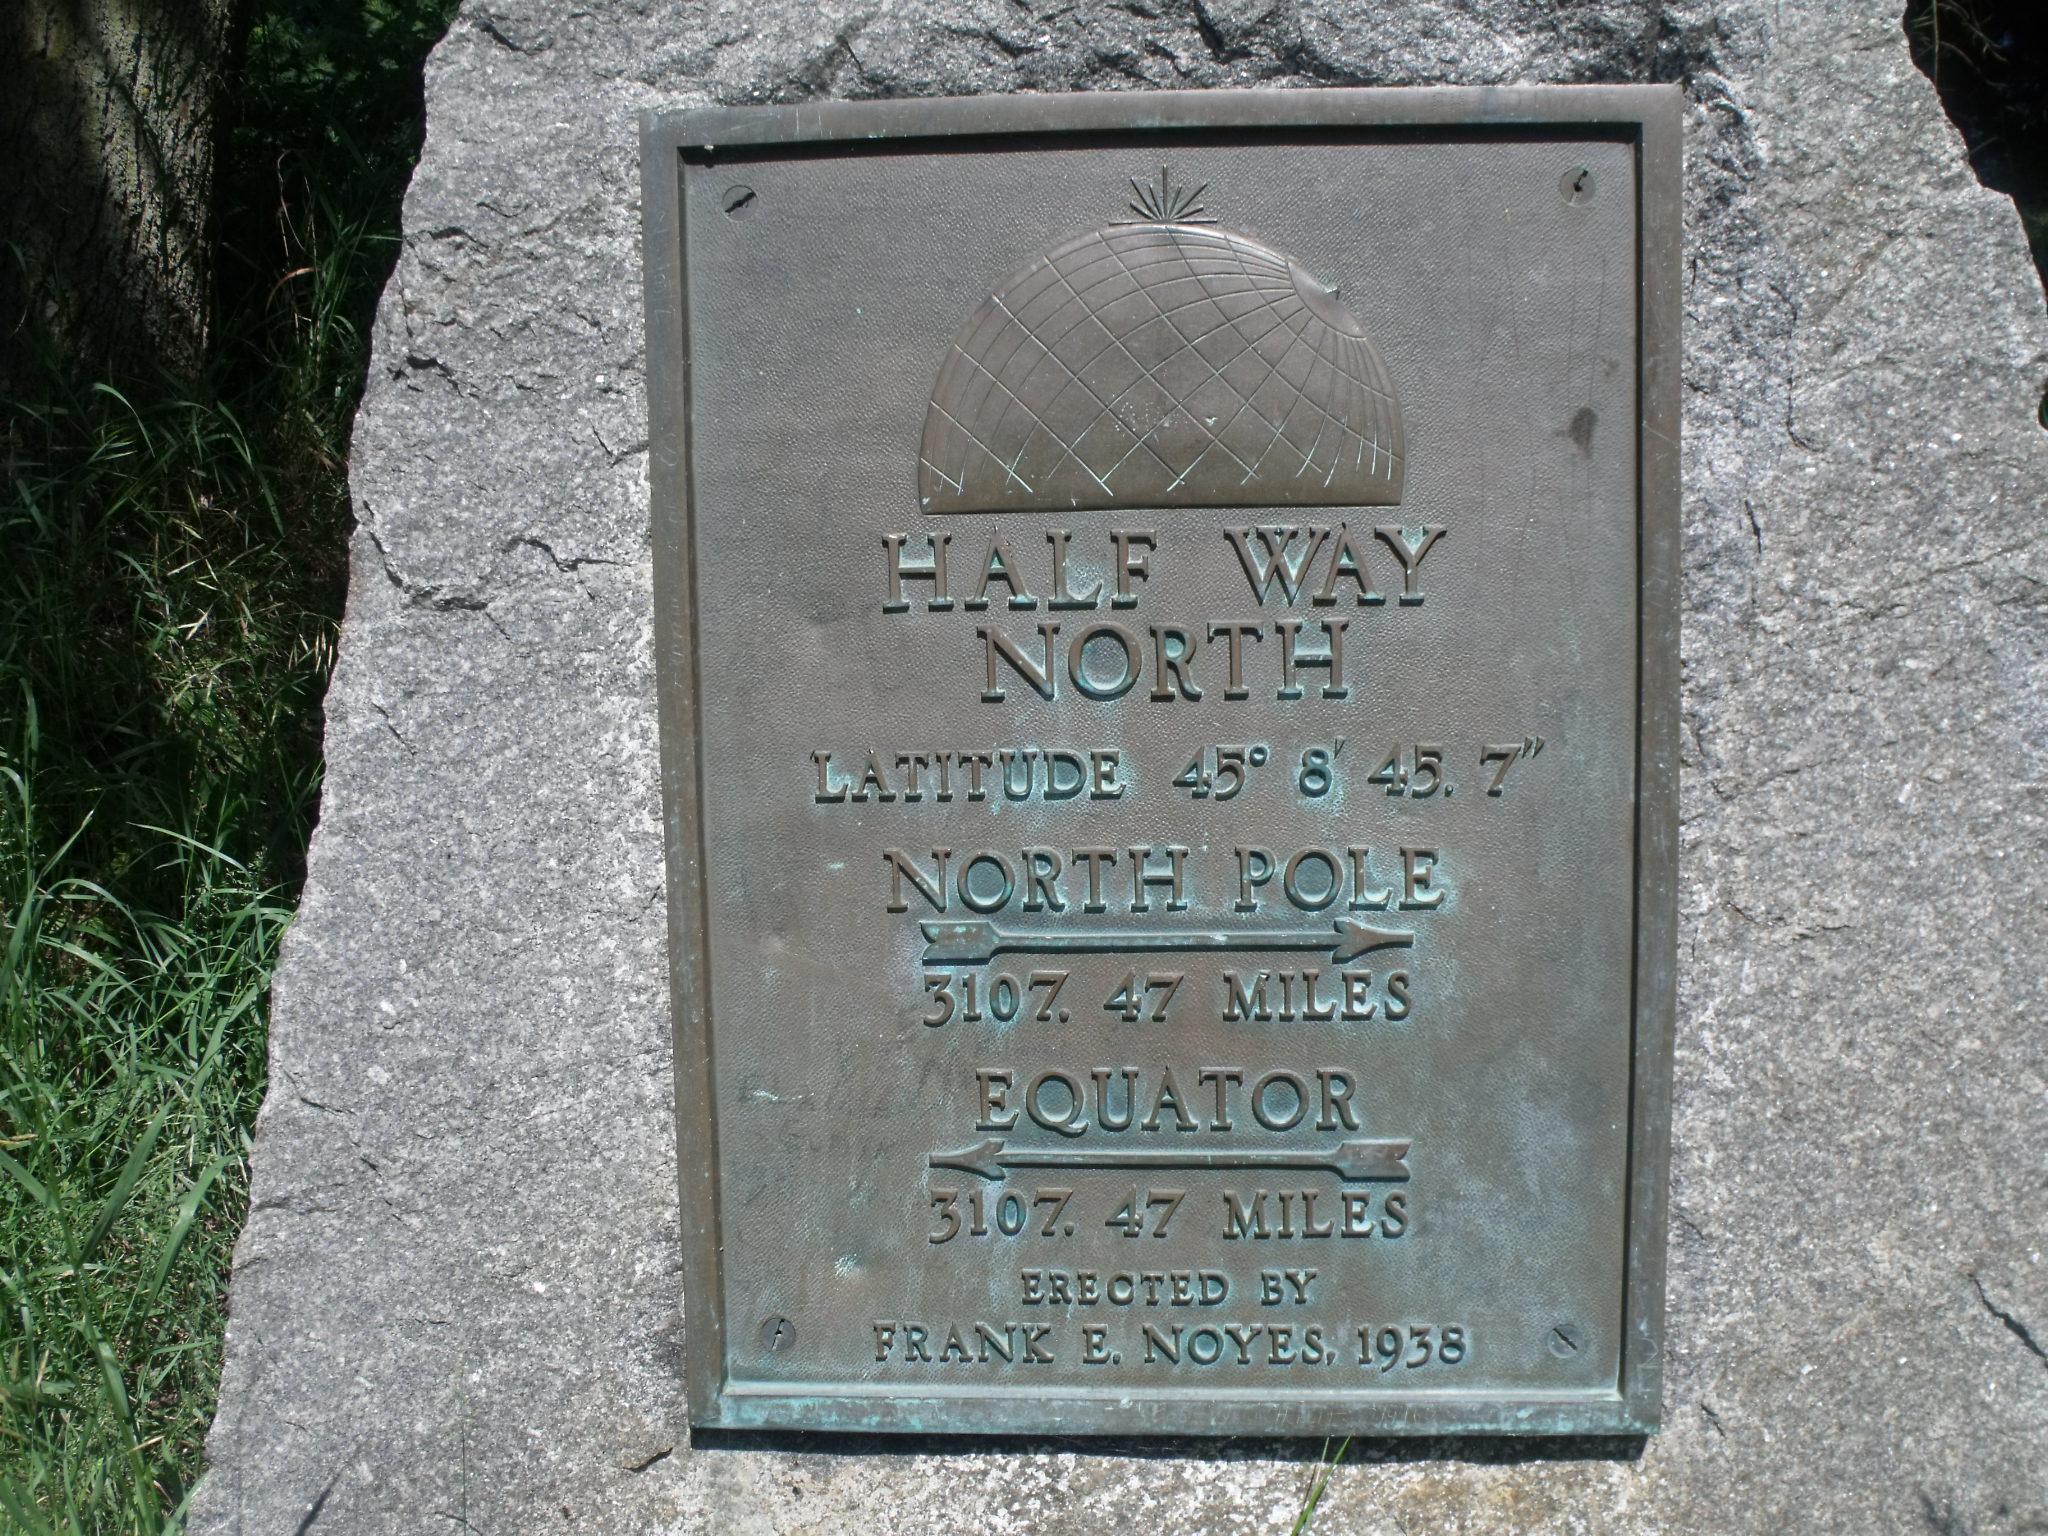 HALF WAY
NORTH
LATITUDE 45° 8' 45.7"
NORTH POLE
3107.47 MILES
EQUATOR
3107.47 MILES
ERECTED BY
FRANK E. NOYES, 1938